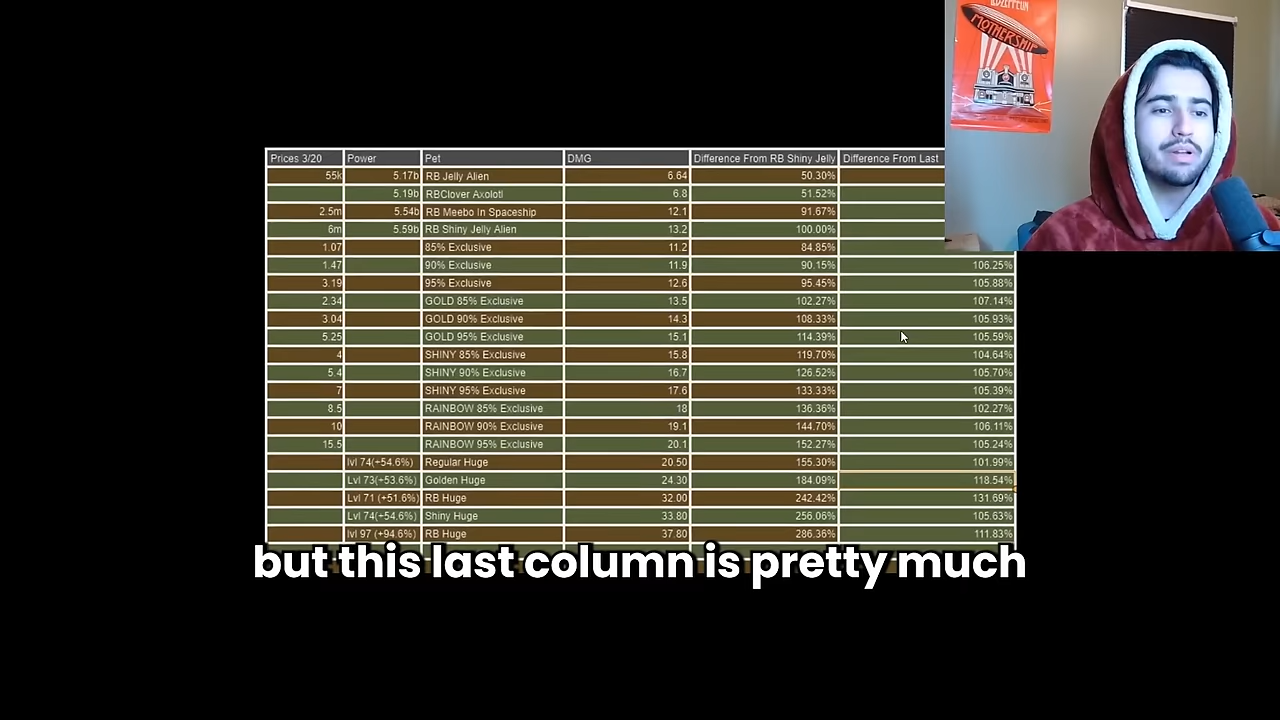 LED ZEPPELIN
MOTHERSHIP
Prices 3/20 Power Pet DMG Difference From RB Shiny Jelly Difference From Last
55k 5.17b RB Jelly Alien 6.64 50.30%
5.19b RBClover Axolotl 6.8 51.52%
2.5m 5.54b RB Meebo In Spaceship 12.1 91.67%
6m 5.59b RB Shiny Jelly Alien 13.2 100.00%
1.07 85% Exclusive 11.2 84.85%
1.47 90% Exclusive 11.9 90.15% 106.25%
3.19 95% Exclusive 12.6 95.45% 105.88%
2.34 GOLD 85% Exclusive 13.5 102.27% 107.14%
3.04 GOLD 90% Exclusive 14.3 108.33% 105.93%
5.25 GOLD 95% Exclusive 15.1 114.39% 105.59%
4 SHINY 85% Exclusive 15.8 119.70% 104.64%
5.4 SHINY 90% Exclusive 16.7 126.52% 105.70%
7 SHINY 95% Exclusive 17.6 133.33% 105.39%
8.5 RAINBOW 85% Exclusive 18 136.36% 102.27%
10 RAINBOW 90% Exclusive 19.1 144.70% 106.11%
15.5 RAINBOW 95% Exclusive 20.1 152.27% 105.24%
lvl 74(+54.6%) Regular Huge 20.50 155.30% 101.99%
Lvl 73(+53.6%) Golden Huge 24.30 184.09% 118.54%
Lvl 71 (+51.6%) RB Huge 32.00 242.42% 131.69%
Lvl 74(+54.6%) Shiny Huge 33.80 256.06% 105.63%
lvl 97 (+94.6%) RB Huge 37.80 286.36% 111.83%
but this last column is pretty much